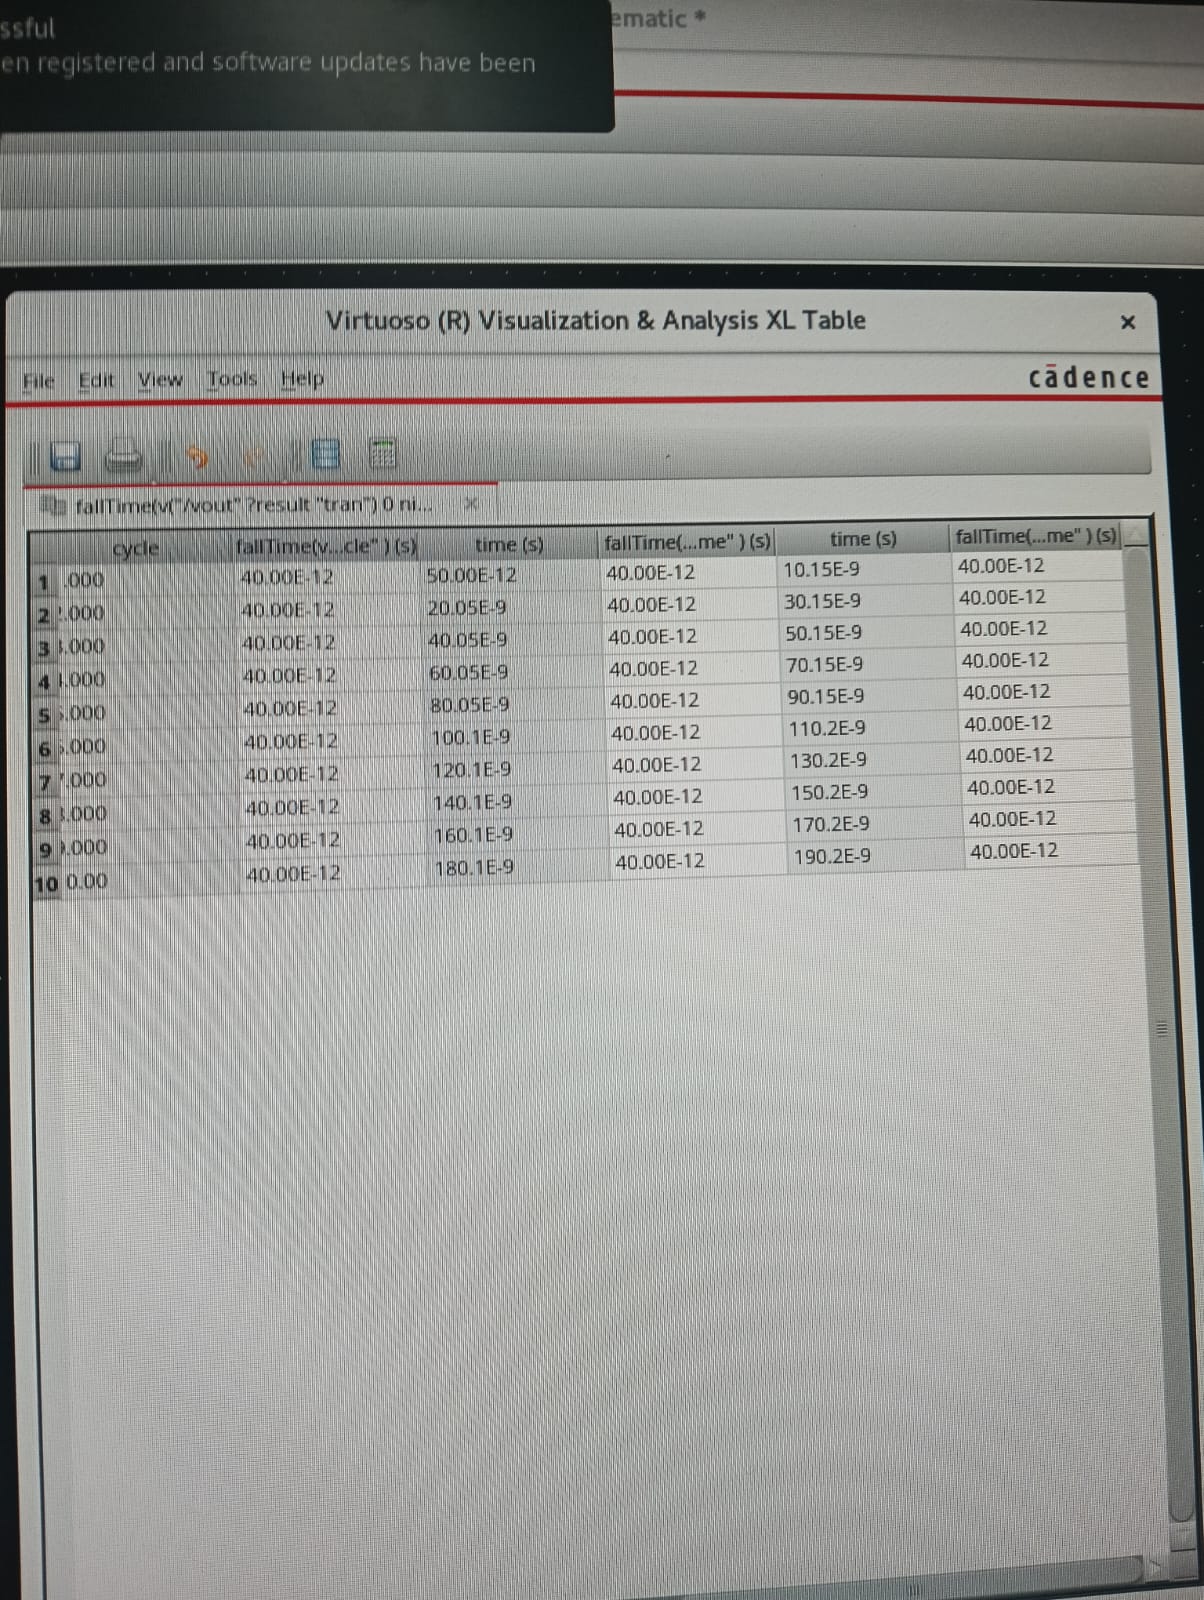 ssful
en registered and software updates have been
ematic *
Virtuoso (R) Visualization & Analysis XL Table
File Edit View Tools Help
cādence
fallTime(v("/vout" ?result "tran") 0 ni...
cycle fallTime(v...cle" ) (s) time (s) fallTime(...me" ) (s) time (s) fallTime(...me" ) (s)
1 .000 40.00E-12 50.00E-12 40.00E-12 10.15E-9 40.00E-12
2 .000 40.00E-12 20.05E-9 40.00E-12 30.15E-9 40.00E-12
3 .000 40.00E-12 40.05E-9 40.00E-12 50.15E-9 40.00E-12
4 .000 40.00E-12 60.05E-9 40.00E-12 70.15E-9 40.00E-12
5 .000 40.00E-12 80.05E-9 40.00E-12 90.15E-9 40.00E-12
6 .000 40.00E-12 100.1E-9 40.00E-12 110.2E-9 40.00E-12
7 .000 40.00E-12 120.1E-9 40.00E-12 130.2E-9 40.00E-12
8 .000 40.00E-12 140.1E-9 40.00E-12 150.2E-9 40.00E-12
9 .000 40.00E-12 160.1E-9 40.00E-12 170.2E-9 40.00E-12
10 0.00 40.00E-12 180.1E-9 40.00E-12 190.2E-9 40.00E-12